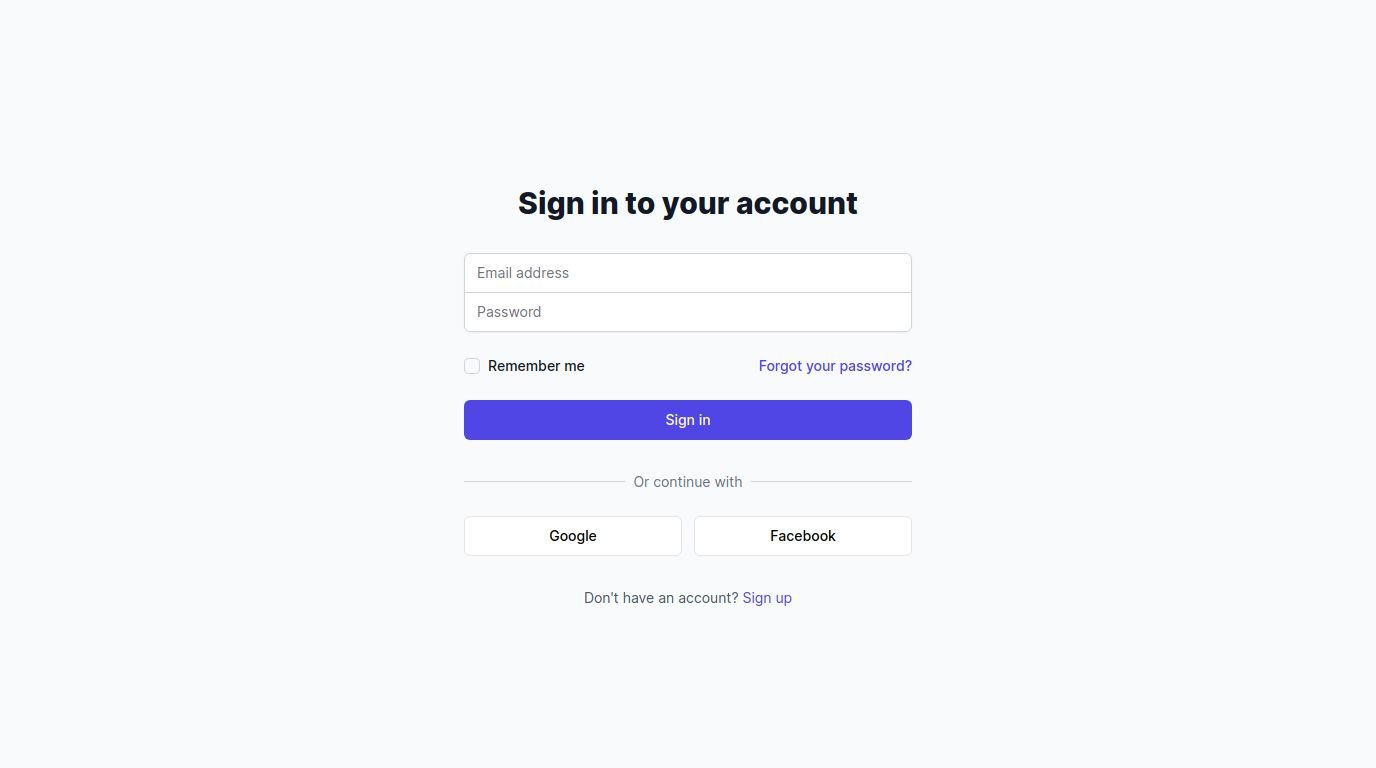 Sign in to your account
Email address
Password
Remember me
Forgot your password?
Sign in
Or continue with
Google
Facebook
Don't have an account? Sign up